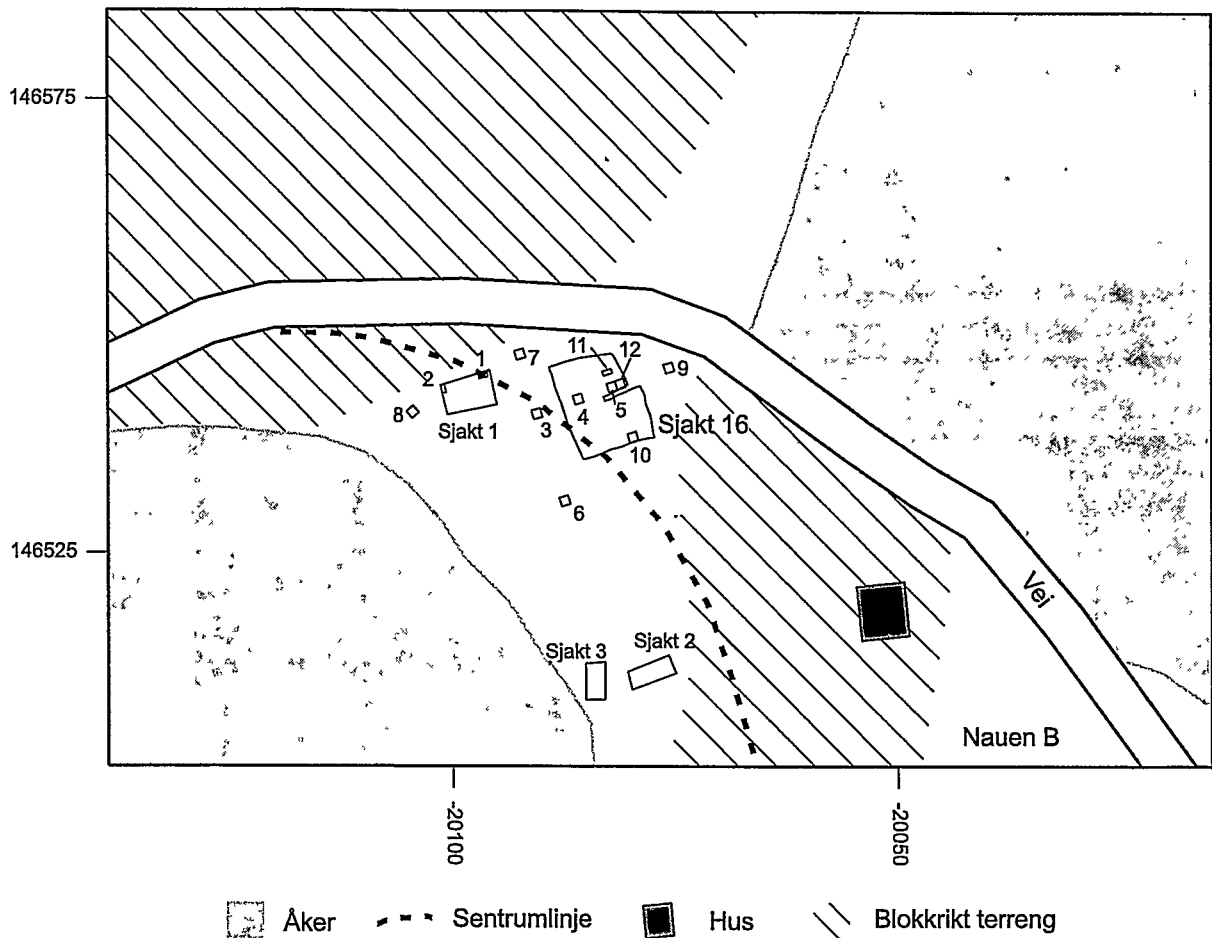 146575
11
12
7
1
2
9
8
3
4
5
Sjakt 1
Sjakt 16
10
6
146525
Vei
Sjakt 3
Sjakt 2
Nauen B
-20100
-20050
Åker
Sentrumlinje
Hus
Blokkrikt terreng